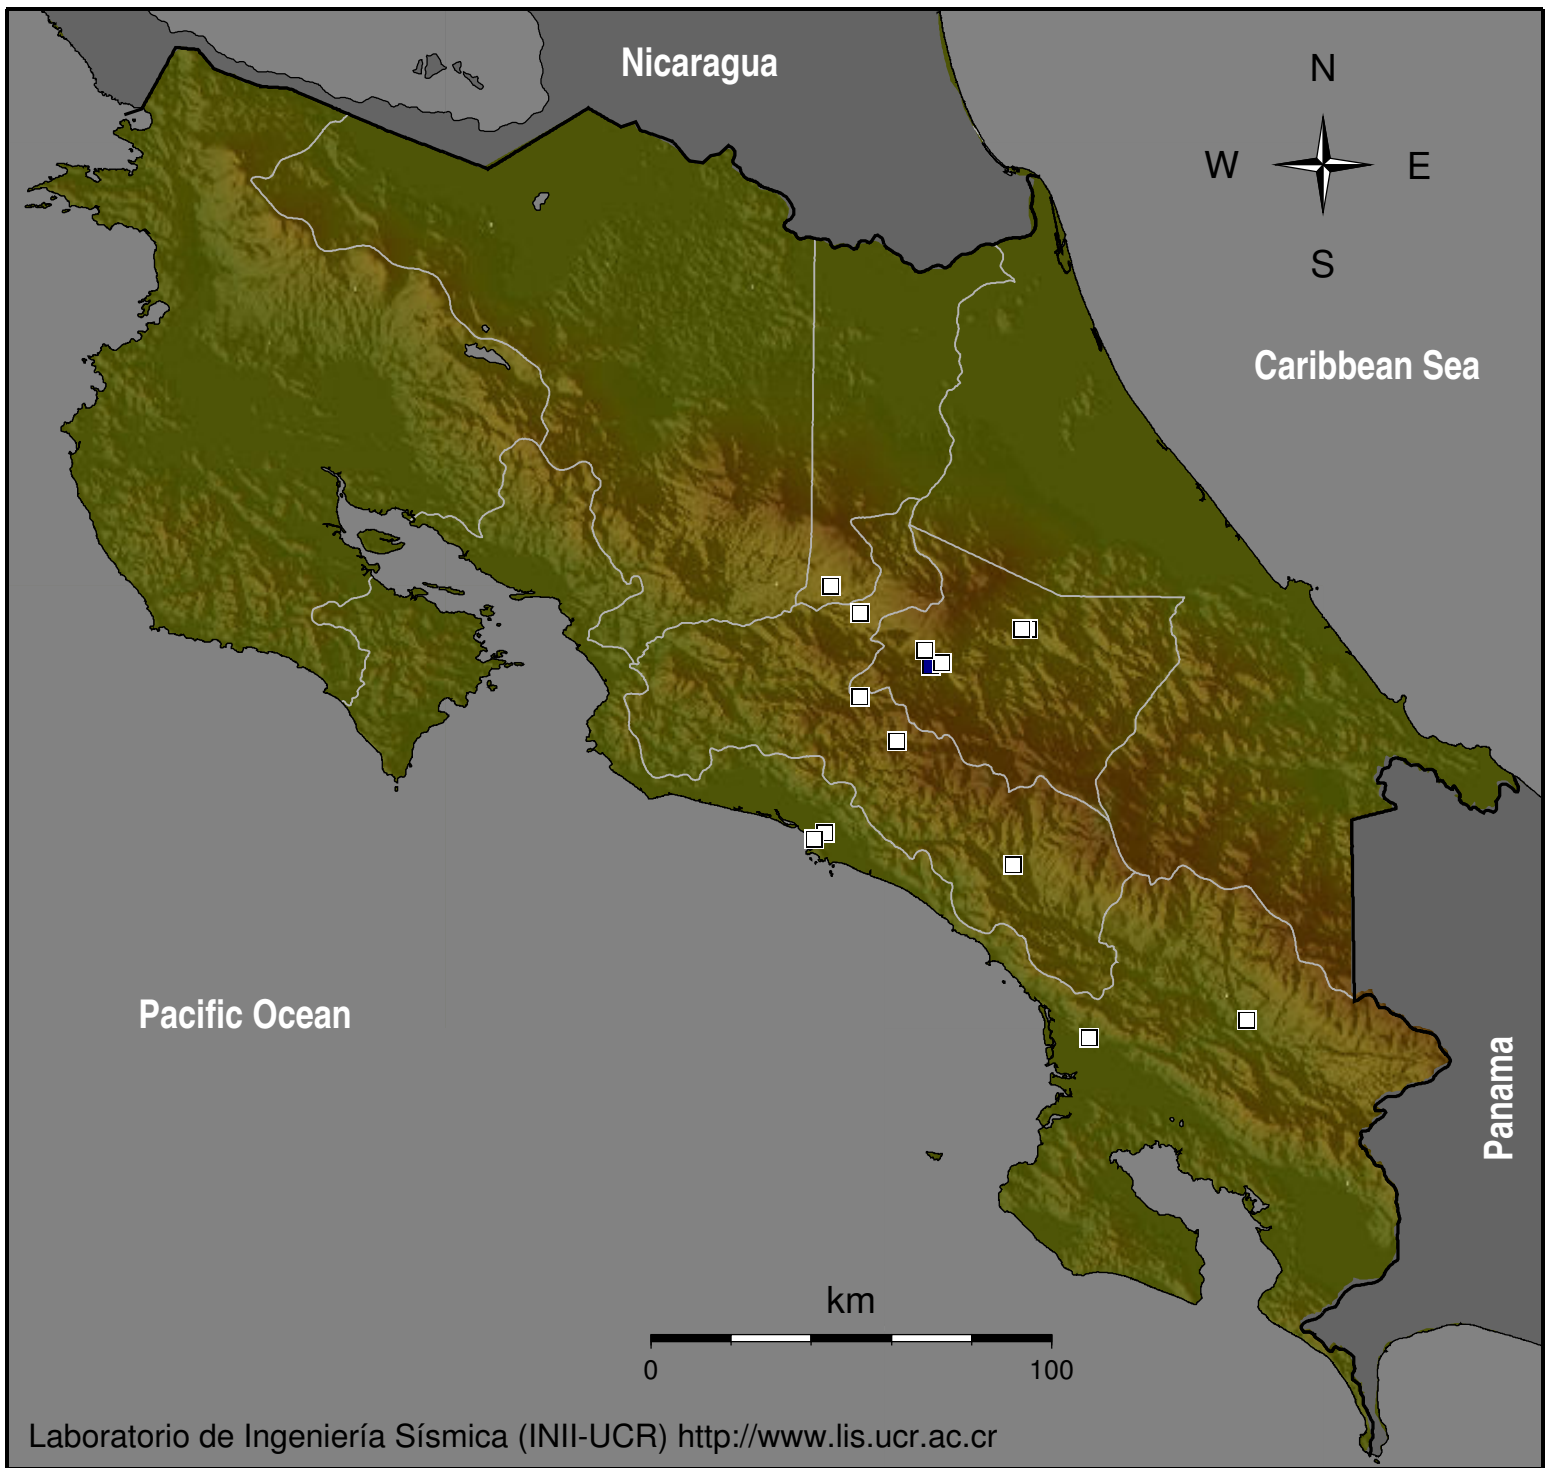 Nicaragua
N
W
E
S
Caribbean Sea
Pacific Ocean
Panama
km
0
100
Laboratorio de Ingeniería Sísmica (INII-UCR) http://www.lis.ucr.ac.cr